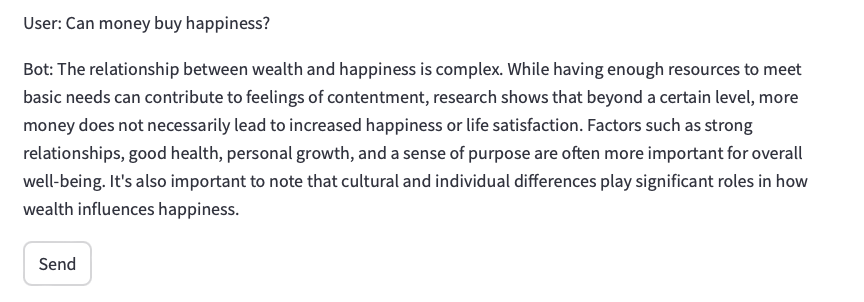 User: Can money buy happiness?
Bot: The relationship between wealth and happiness is complex. While having enough resources to meet
basic needs can contribute to feelings of contentment, research shows that beyond a certain level, more
money does not necessarily lead to increased happiness or life satisfaction. Factors such as strong
relationships, good health, personal growth, and a sense of purpose are often more important for overall
well-being. It's also important to note that cultural and individual differences play significant roles in how
wealth influences happiness.
Send